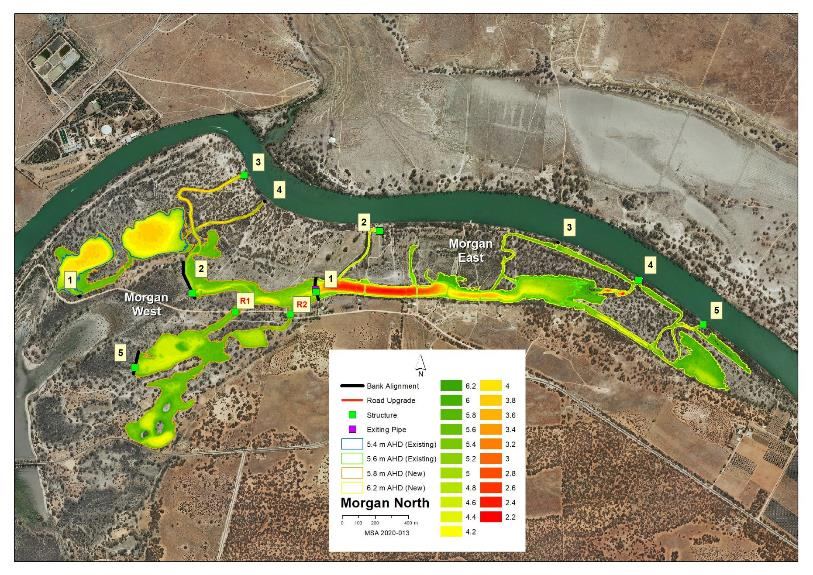 3
4
2
3
Morgan
East
4
1
2
1
Morgan
West
R1
R2
5
5
N
Bank Alignment
Road Upgrade
Structure
Exiting Pipe
5.4 m AHD (Existing)
5.6 m AHD (Existing)
5.8 m AHD (New)
6.2 m AHD (New)
Morgan North
0 100 200 400 m
MSA 2020-013
6.2
6
5.8
5.6
5.4
5.2
5
4.8
4.6
4.4
4.2
4
3.8
3.6
3.4
3.2
3
2.8
2.6
2.4
2.2